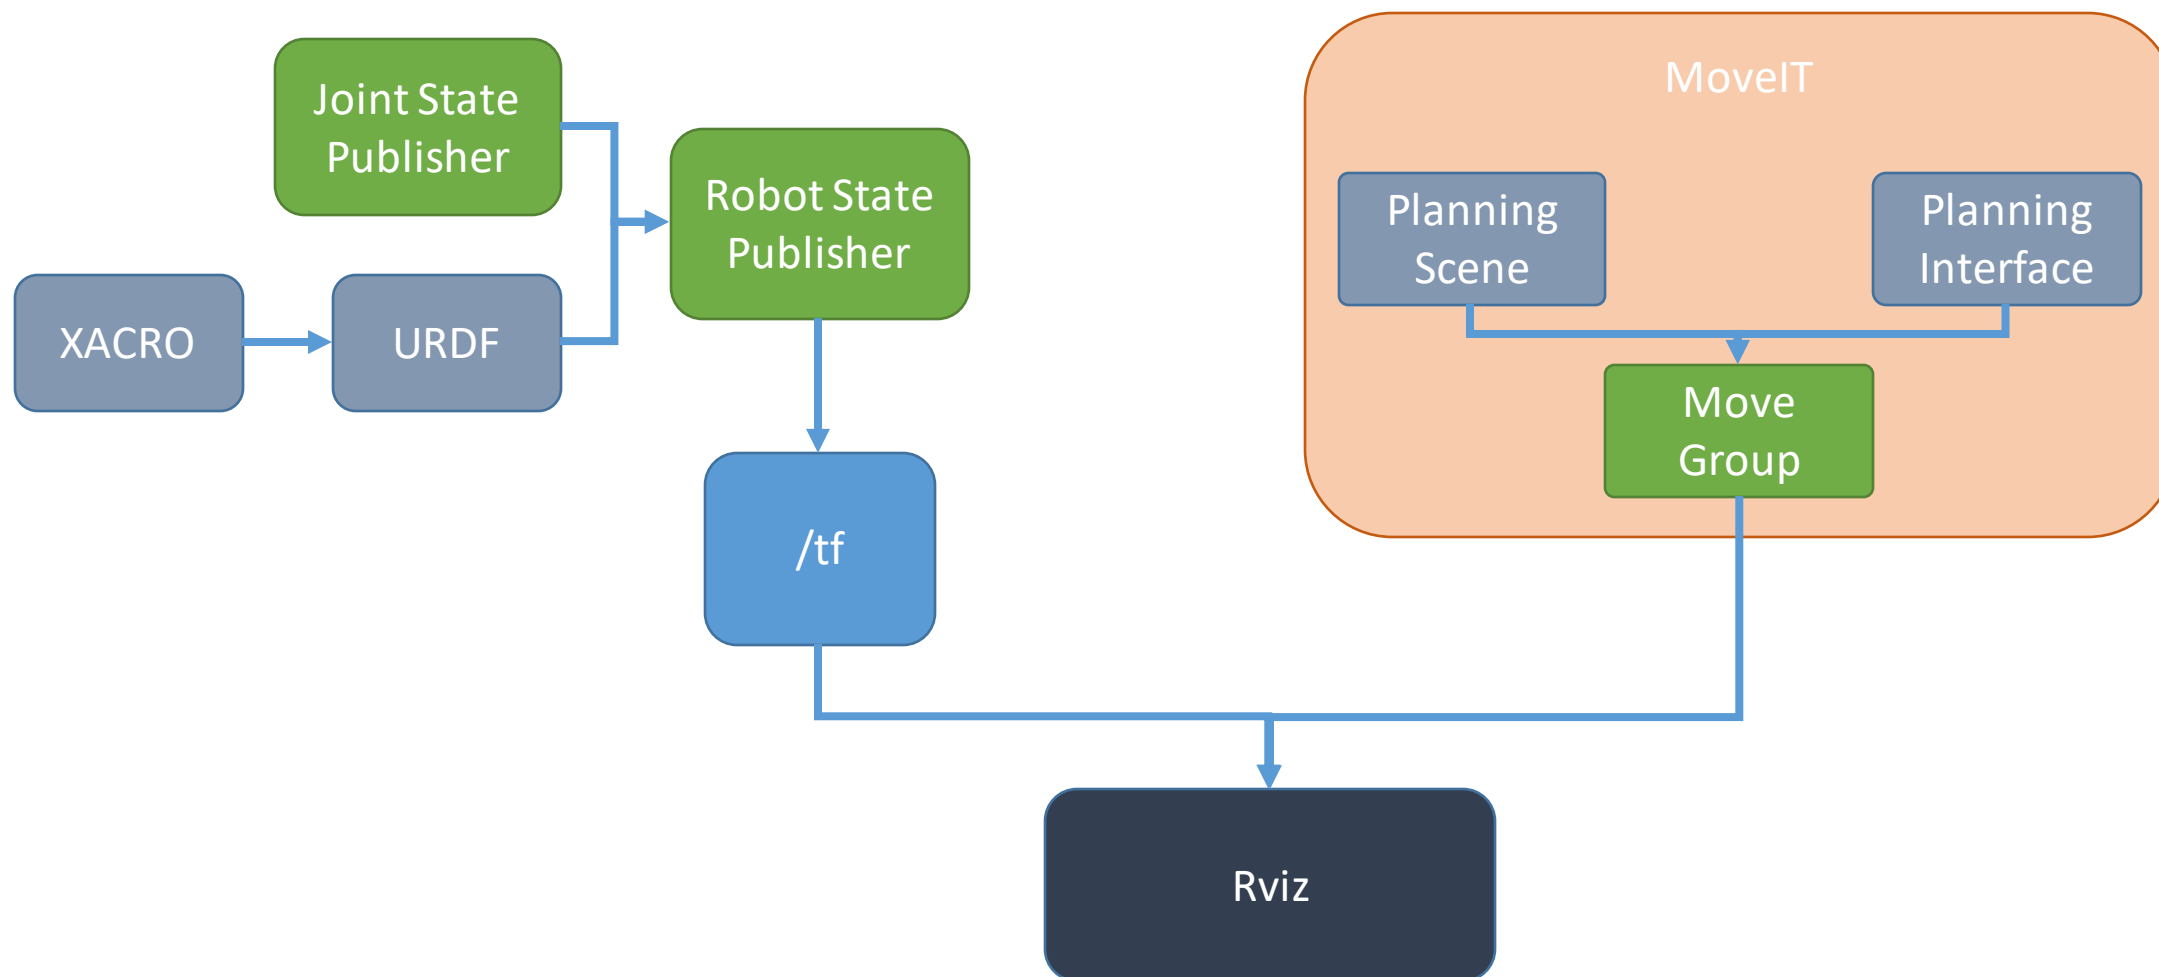 Joint State
Publisher
Robot State
Publisher
XACRO
URDF
/tf
MoveIT
Planning
Scene
Planning
Interface
Move
Group
Rviz